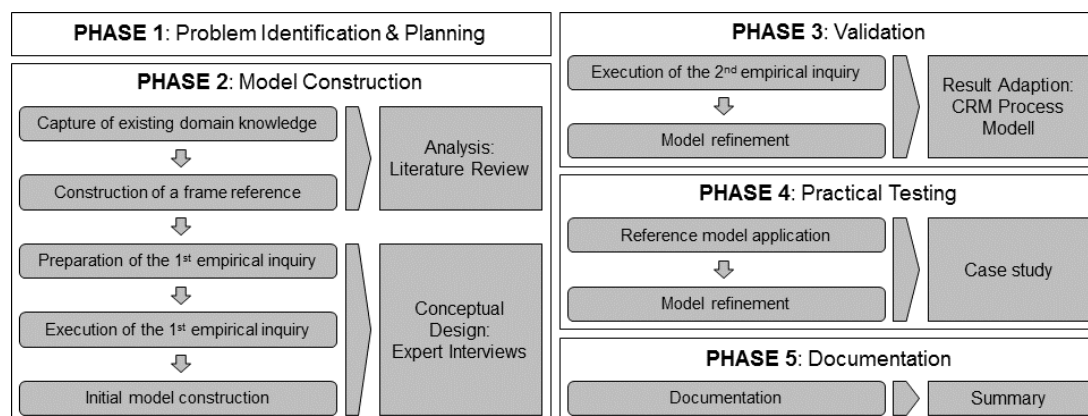 PHASE 1: Problem Identification & Planning
PHASE 2: Model Construction
Capture of existing domain knowledge
Construction of a frame reference
Analysis:
Literature Review
Preparation of the 1st empirical inquiry
Execution of the 1st empirical inquiry
Initial model construction
Conceptual
Design:
Expert Interviews
PHASE 3: Validation
Execution of the 2nd empirical inquiry
Model refinement
Result Adaption:
CRM Process
Modell
PHASE 4: Practical Testing
Reference model application
Model refinement
Case study
PHASE 5: Documentation
Documentation
Summary